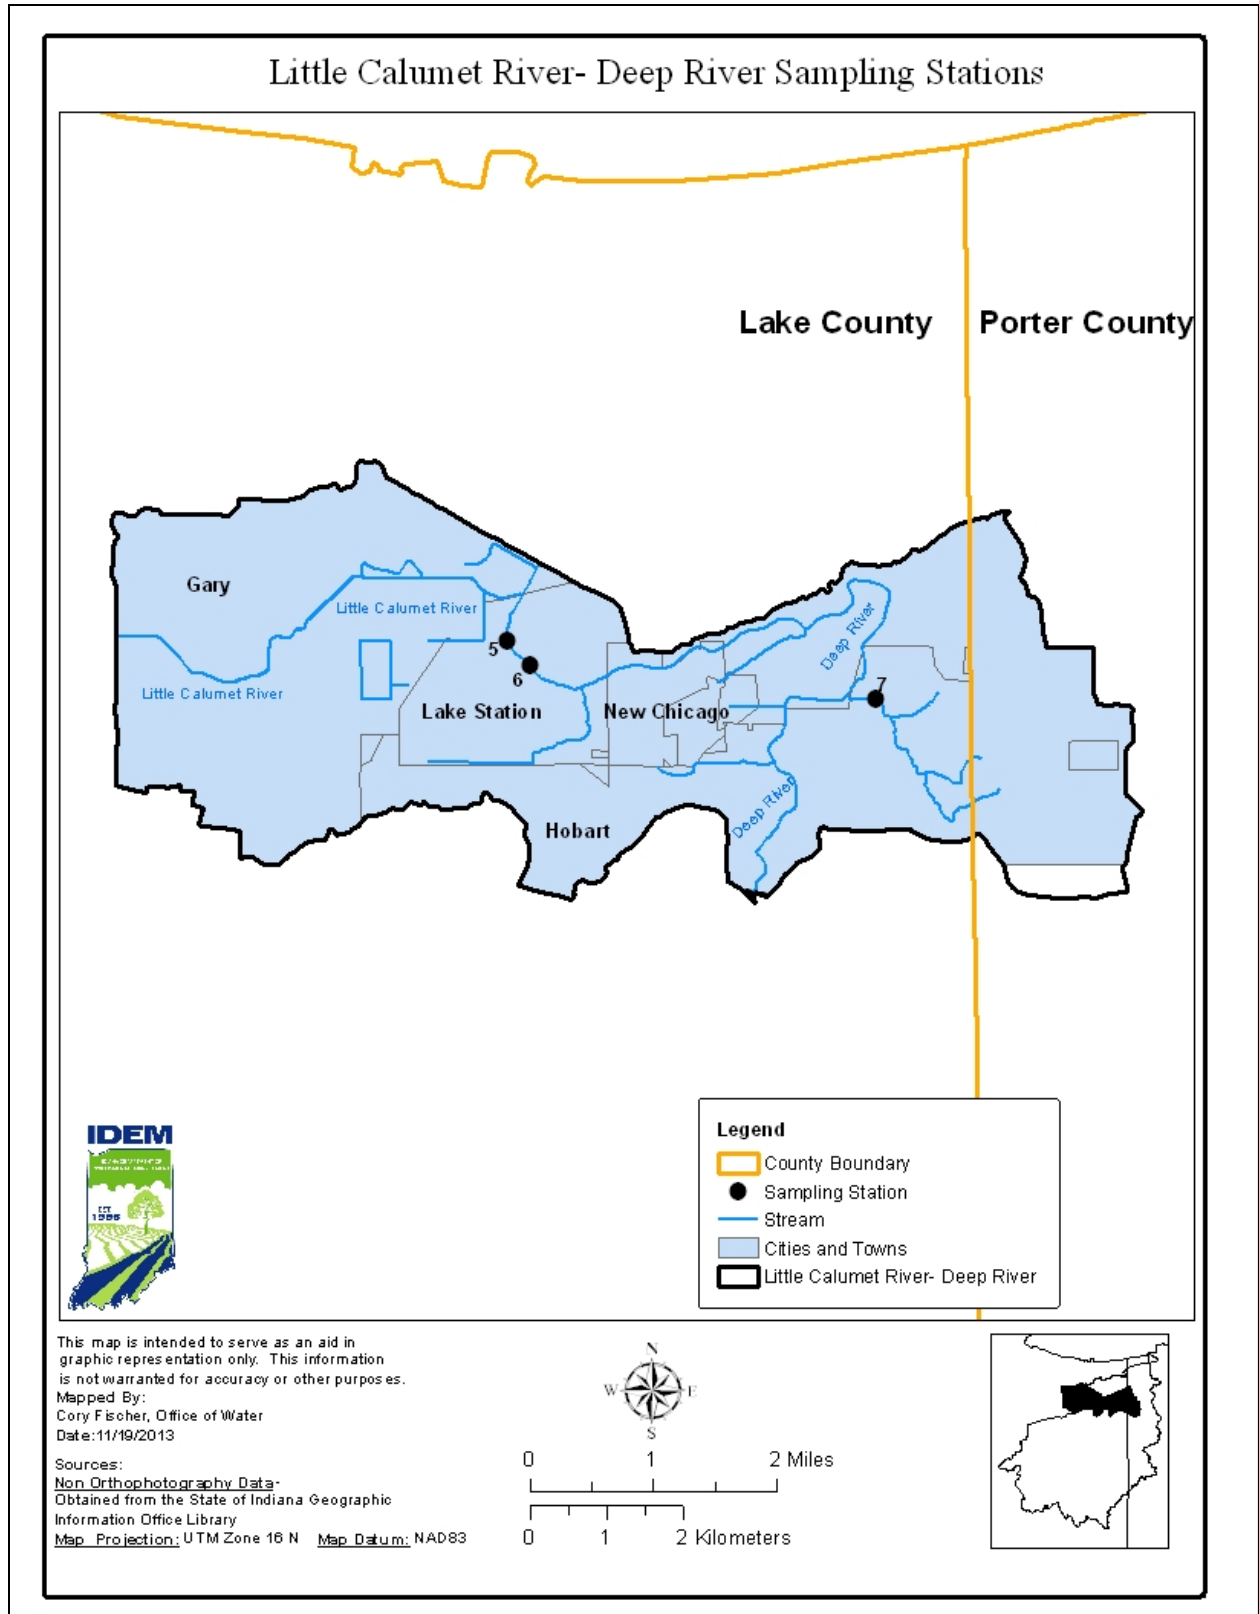 Little Calumet River- Deep River Sampling Stations
Lake County
Porter County
Gary
Little Calumet River
Little Calumet River
Deep River
5
6
7
Lake Station
New Chicago
Deep River
Hobart
IDEM
EST.
1986
Legend
County Boundary
Sampling Station
Stream
Cities and Towns
Little Calumet River- Deep River
This map is intended to serve as an aid in
graphic representation only. This information
is not warranted for accuracy or other purposes.
Mapped By:
Cory Fischer, Office of Water
Date:11/19/2013
Sources:
Non Orthophotography Data-
Obtained from the State of Indiana Geographic
Information Office Library
Map Projection: UTM Zone 16 N Map Datum: NAD83
N
W E
S
0 1 2 Miles
0 1 2 Kilometers